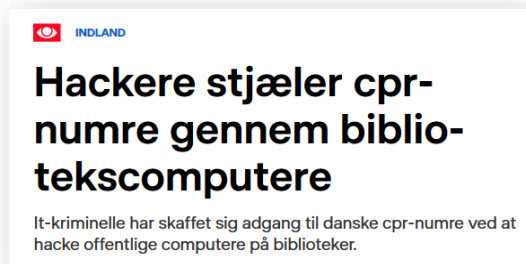 INDLAND
Hackere stjæler cpr-
numre gennem biblio-
tekscomputere
It-kriminelle har skaffet sig adgang til danske cpr-numre ved at
hacke offentlige computere på biblioteker.